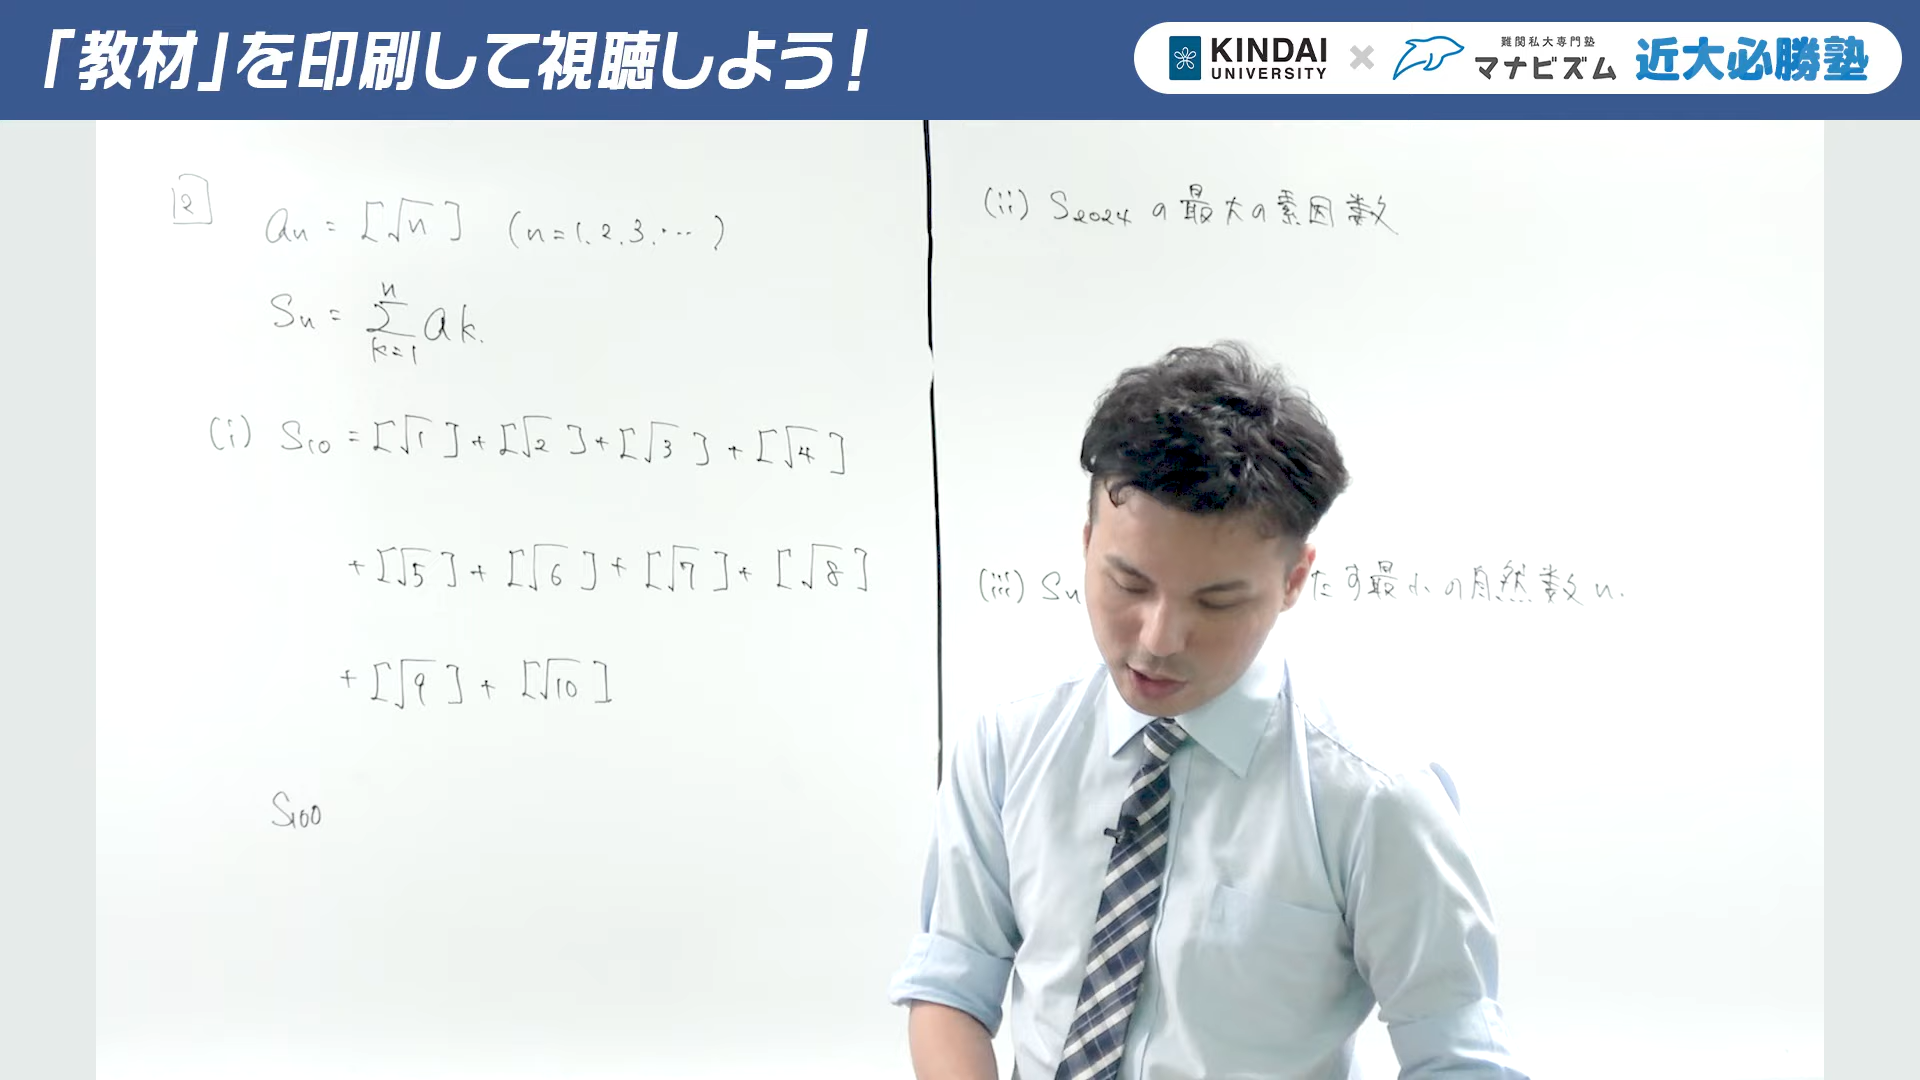 「教材」を印刷して視聴しよう!
KINDAI UNIVERSITY × 難関私大専門塾 マナビズム 近大必勝塾
2
an = [√n] (n=1.2.3.…)
Sn = Σ^n_{k=1} ak.
(i) S10 = [√1] + [√2] + [√3] + [√4]
+ [√5] + [√6] + [√7] + [√8]
+ [√9] + [√10]
S100
(ii) S2024 の最大の素因数
(iii) Sn たす最小の自然数 n.